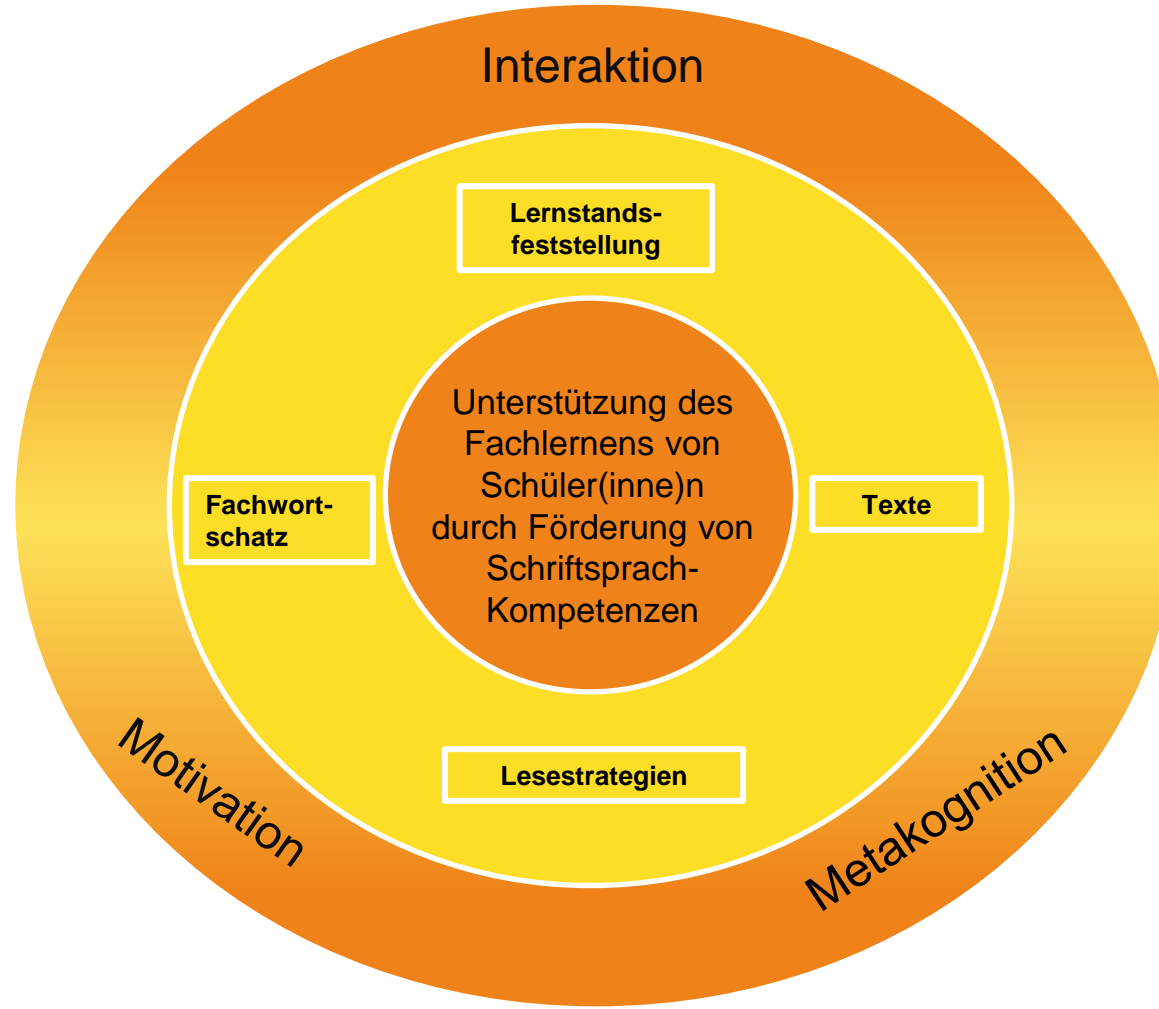 Interaktion
Lernstands-
feststellung
Unterstützung des
Fachlernens von
Schüler(inne)n
durch Förderung von
Schriftsprach-
Kompetenzen
Fachwort-
schatz
Texte
Lesestrategien
Motivation
Metakognition